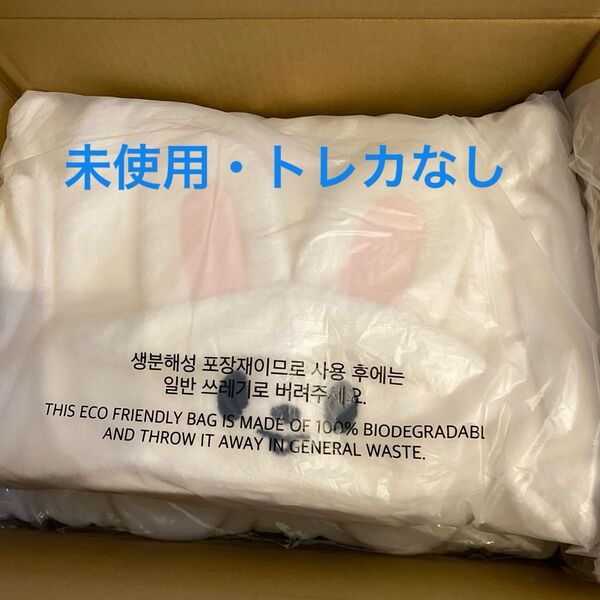 未使用・トレカなし
생분해성 포장재이므로 사용 후에는
일반 쓰레기로 버려주세요.
THIS ECO FRIENDLY BAG IS MADE OF 100% BIODEGRADABL
AND THROW IT AWAY IN GENERAL WASTE.